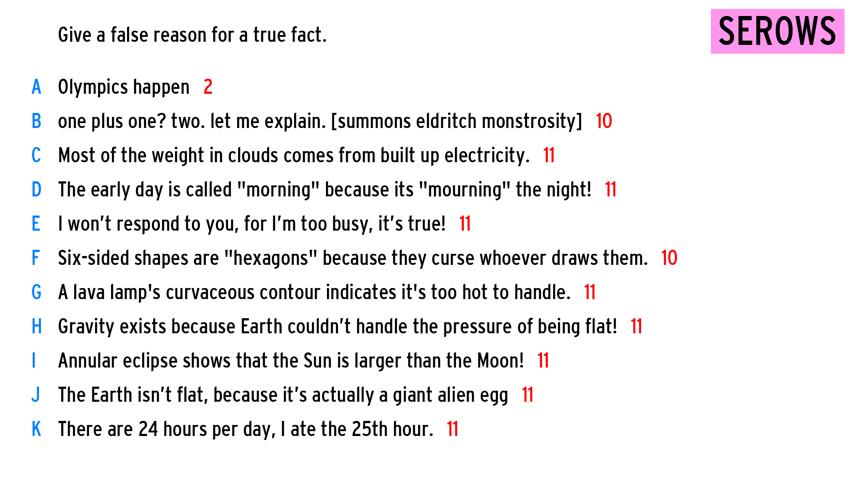 Give a false reason for a true fact.
SEROWS
A Olympics happen 2
B one plus one? two. let me explain. [summons eldritch monstrosity] 10
C Most of the weight in clouds comes from built up electricity. 11
D The early day is called "morning" because its "mourning" the night! 11
E I won’t respond to you, for I’m too busy, it’s true! 11
F Six-sided shapes are "hexagons" because they curse whoever draws them. 10
G A lava lamp's curvaceous contour indicates it's too hot to handle. 11
H Gravity exists because Earth couldn’t handle the pressure of being flat! 11
I Annular eclipse shows that the Sun is larger than the Moon! 11
J The Earth isn’t flat, because it’s actually a giant alien egg 11
K There are 24 hours per day, I ate the 25th hour. 11